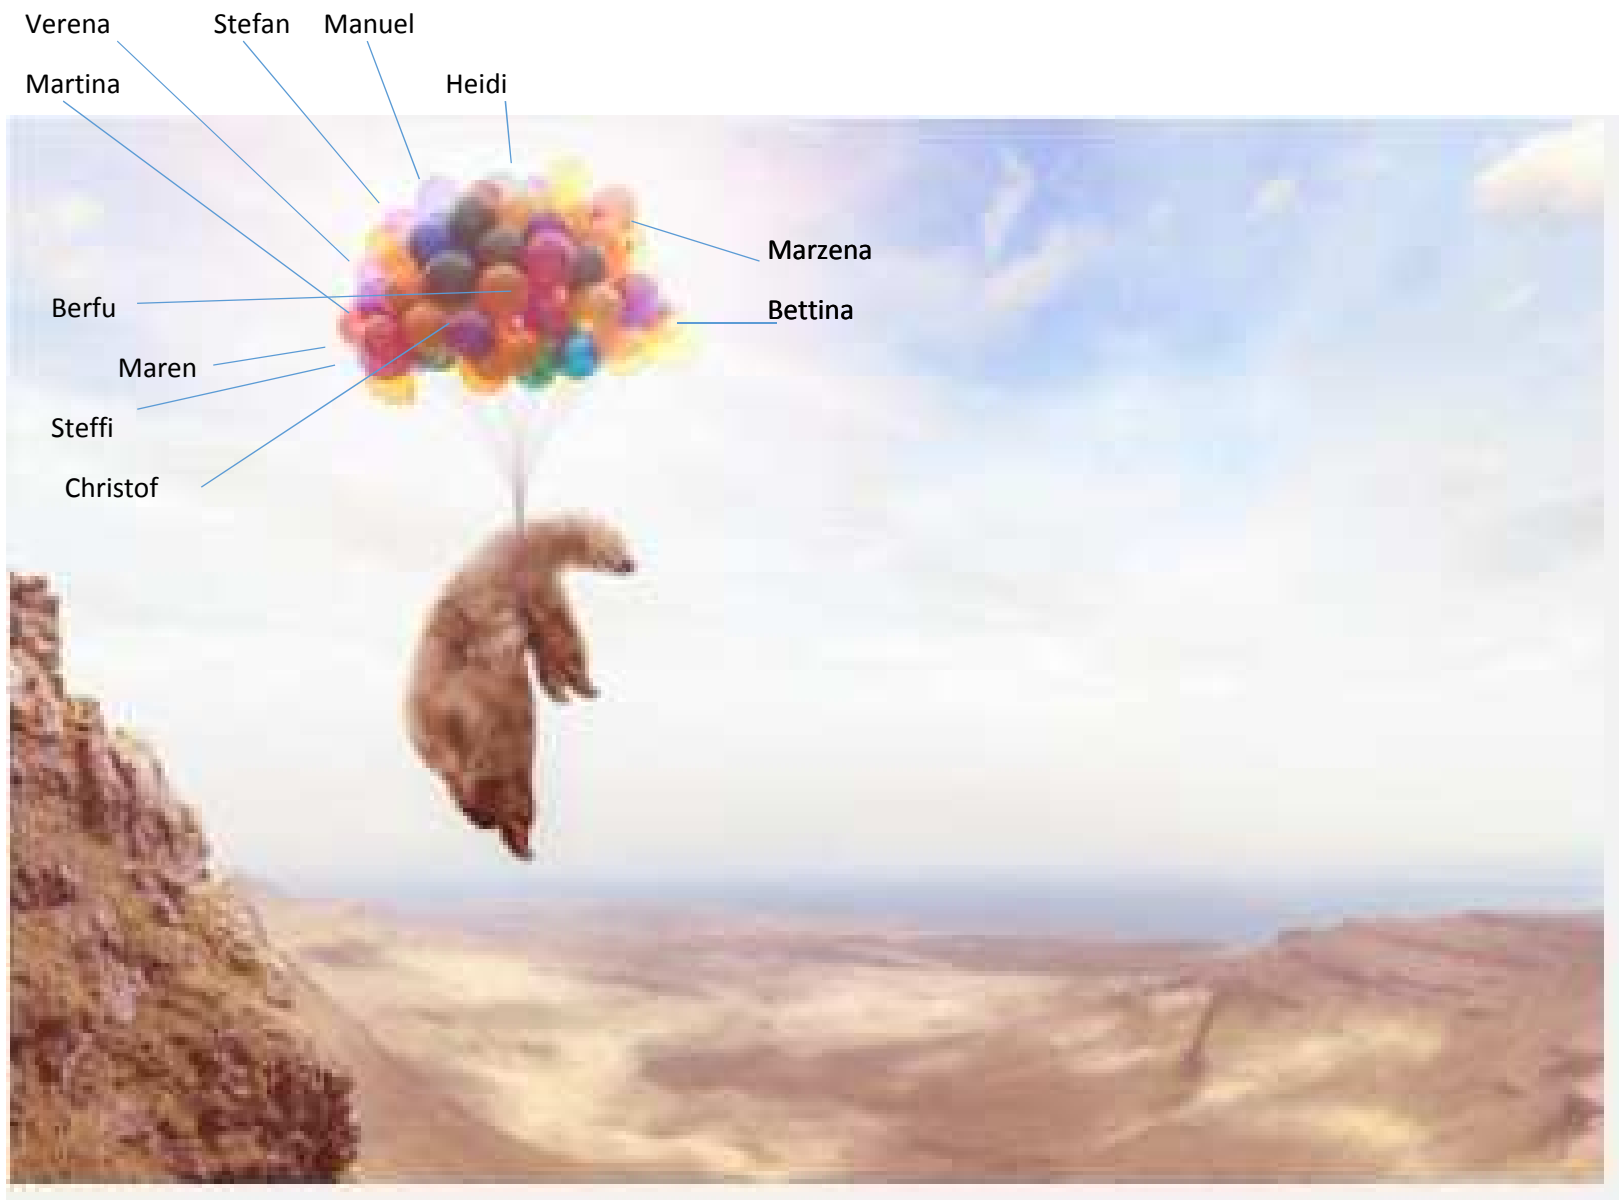 Verena
Stefan
Manuel
Martina
Heidi
Marzena
Berfu
Bettina
Maren
Steffi
Christof